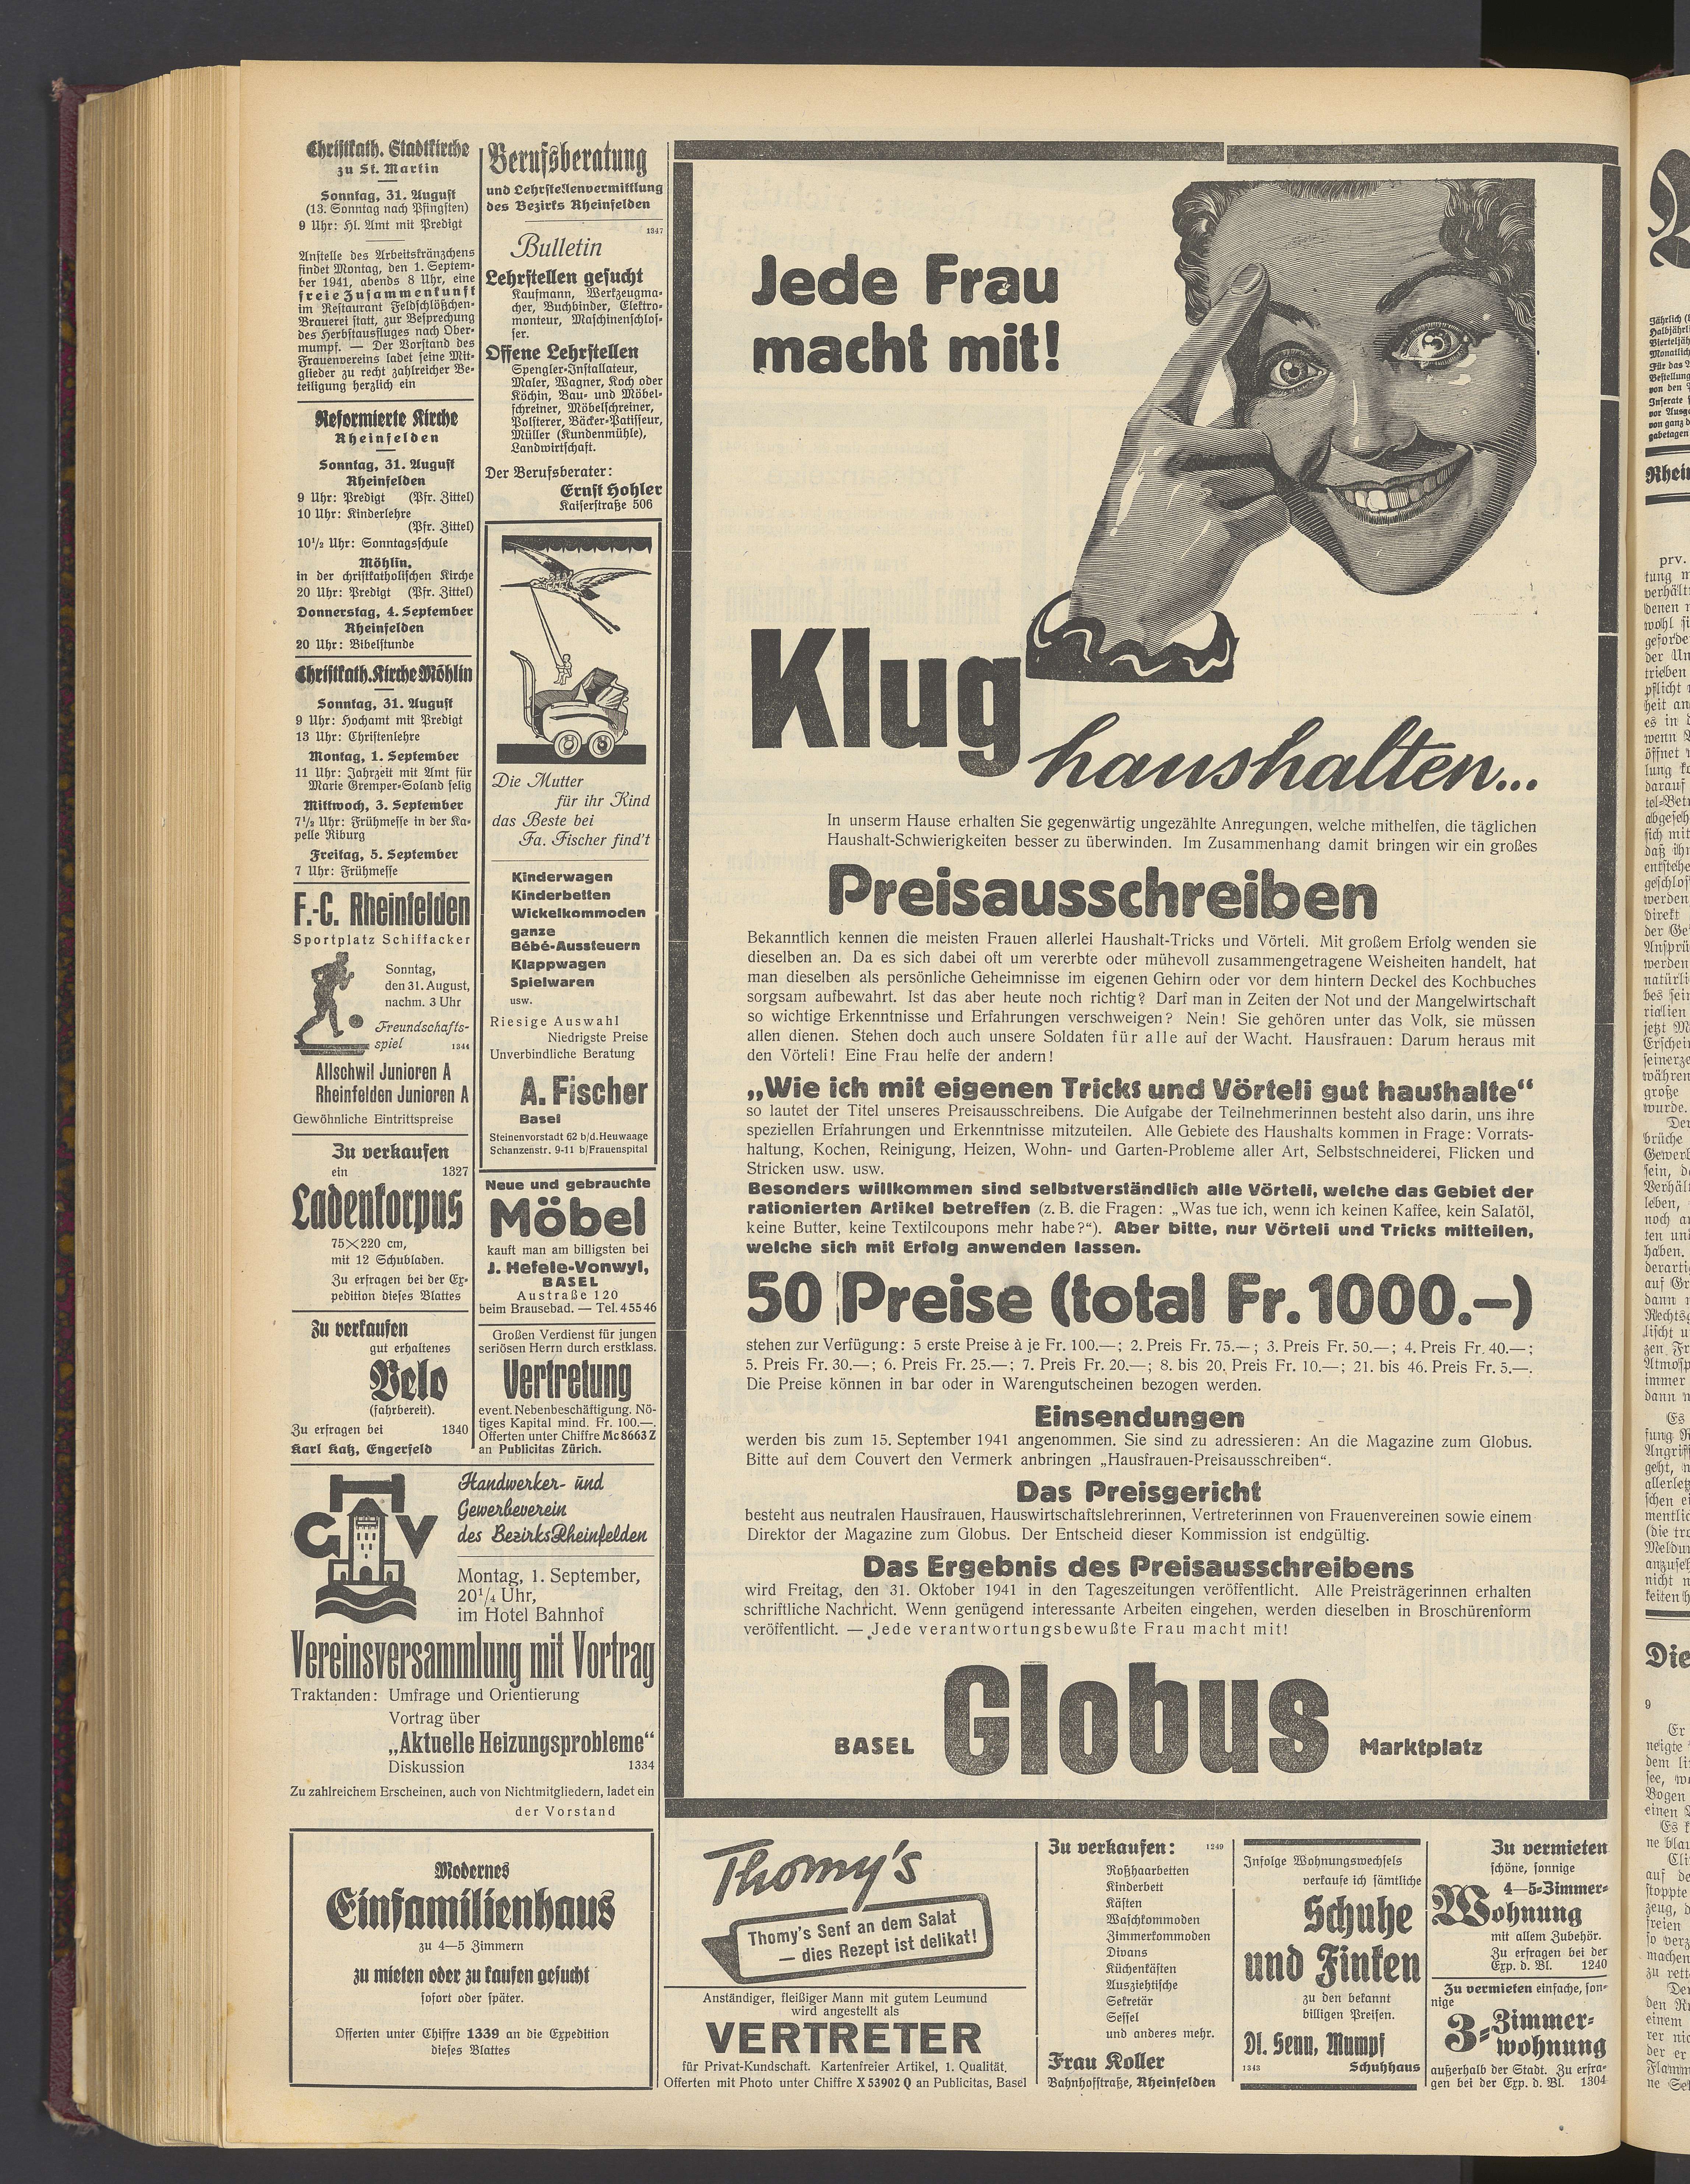 Christkath. Stadtkirche
zu St. Martin
Sonntag, 31. August
(13. Sonntag nach Pfingsten)
9 Uhr: Hl. Amt mit Predigt
Anstelle des Arbeitskränzchens
findet Montag, den 1. Septem-
ber 1941, abends 8 Uhr, eine
freie Zusammenkunft
im Restaurant Feldschlößchen-
Brauerei statt, zur Besprechung
des Herbstausfluges nach Ober-
mumpf. — Der Vorstand des
Frauenvereins ladet seine Mit-
glieder zu recht zahlreicher Be-
teiligung herzlich ein
Reformierte Kirche
Rheinfelden
Sonntag, 31. August
Rheinfelden
9 Uhr: Predigt (Pfr. Zittel)
10 Uhr: Kinderlehre
(Pfr. Zittel)
10½ Uhr: Sonntagsschule
Möhlin,
in der christkatholischen Kirche
20 Uhr: Predigt (Pfr. Zittel)
Donnerstag, 4. September
Rheinfelden
20 Uhr: Bibelstunde
Christkath. Kirche Möhlin
Sonntag, 31. August
9 Uhr: Hochamt mit Predigt
13 Uhr: Christenlehre
Montag, 1. September
11 Uhr: Jahrzeit mit Amt für
Marie Gremper-Soland selig
Mittwoch, 3. September
7½ Uhr: Frühmesse in der Ka-
pelle Riburg
Freitag, 5. September
7 Uhr: Frühmesse
F.-C. Rheinfelden
Sportplatz Schiffacker
Sonntag,
den 31. August,
nachm. 3 Uhr
Freundschafts-
spiel 1344
Allschwil Junioren A
Rheinfelden Junioren A
Gewöhnliche Eintrittspreise
Zu verkaufen
ein 1327
Ladenkorpus
75×220 cm,
mit 12 Schubladen.
Zu erfragen bei der Ex-
pedition dieses Blattes
Zu verkaufen
gut erhaltenes
Velo
(fahrbereit).
Zu erfragen bei 1340
Karl Katz, Engerfeld
Berufsberatung
und Lehrstellenvermittlung
des Bezirks Rheinfelden
1347
Bulletin
Lehrstellen gesucht
Kaufmann, Werkzeugma-
cher, Buchbinder, Elektro-
monteur, Maschinenschlos-
ser.
Offene Lehrstellen
Spengler-Installateur,
Maler, Wagner, Koch oder
Köchin, Bau- und Möbel-
schreiner, Möbelschreiner,
Polsterer, Bäcker-Patisseur,
Müller (Kundenmühle),
Landwirtschaft.
Der Berufsberater:
Ernst Hohler
Kaiserstraße 506
Die Mutter
für ihr Kind
das Beste bei
Fa. Fischer find't
Kinderwagen
Kinderbetten
Wickelkommoden
ganze
Bébé-Aussteuern
Klappwagen
Spielwaren
usw.
Riesige Auswahl
Niedrigste Preise
Unverbindliche Beratung
A. Fischer
Basel
Steinenvorstadt 62 b/d. Heuwaage
Schanzenstr. 9-11 b/Frauenspital
Neue und gebrauchte
Möbel
kauft man am billigsten bei
J. Hefele-Vonwyl,
BASEL
Austraße 120
beim Brausebad. — Tel. 4 55 46
Großen Verdienst für jungen
seriösen Herrn durch erstklass.
Vertretung
event. Nebenbeschäftigung. Nö-
tiges Kapital mind. Fr. 100.—.
Offerten unter Chiffre Mc 8663 Z
an Publicitas Zürich.
G V
Handwerker- und
Gewerbeverein
des Bezirks Rheinfelden
Montag, 1. September,
20¼ Uhr,
im Hotel Bahnhof
Vereinsversammlung mit Vortrag
Traktanden: Umfrage und Orientierung
Vortrag über
„Aktuelle Heizungsprobleme“
Diskussion 1334
Zu zahlreichem Erscheinen, auch von Nichtmitgliedern, ladet ein
der Vorstand
Modernes
Einfamilienhaus
zu 4—5 Zimmern
zu mieten oder zu kaufen gesucht
sofort oder später.
Offerten unter Chiffre 1339 an die Expedition
dieses Blattes
Jede Frau
macht mit!
Klug
haushalten...
In unserm Hause erhalten Sie gegenwärtig ungezählte Anregungen, welche mithelfen, die täglichen
Haushalt-Schwierigkeiten besser zu überwinden. Im Zusammenhang damit bringen wir ein großes
Preisausschreiben
Bekanntlich kennen die meisten Frauen allerlei Haushalt-Tricks und Vörteli. Mit großem Erfolg wenden sie
dieselben an. Da es sich dabei oft um vererbte oder mühevoll zusammengetragene Weisheiten handelt, hat
man dieselben als persönliche Geheimnisse im eigenen Gehirn oder vor dem hintern Deckel des Kochbuches
sorgsam aufbewahrt. Ist das aber heute noch richtig? Darf man in Zeiten der Not und der Mangelwirtschaft
so wichtige Erkenntnisse und Erfahrungen verschweigen? Nein! Sie gehören unter das Volk, sie müssen
allen dienen. Stehen doch auch unsere Soldaten für alle auf der Wacht. Hausfrauen: Darum heraus mit
den Vörteli! Eine Frau helfe der andern!
„Wie ich mit eigenen Tricks und Vörteli gut haushalte“
so lautet der Titel unseres Preisausschreibens. Die Aufgabe der Teilnehmerinnen besteht also darin, uns ihre
speziellen Erfahrungen und Erkenntnisse mitzuteilen. Alle Gebiete des Haushalts kommen in Frage: Vorrats-
haltung, Kochen, Reinigung, Heizen, Wohn- und Garten-Probleme aller Art, Selbstschneiderei, Flicken und
Stricken usw. usw.
Besonders willkommen sind selbstverständlich alle Vörteli, welche das Gebiet der
rationierten Artikel betreffen (z. B. die Fragen: „Was tue ich, wenn ich keinen Kaffee, kein Salatöl,
keine Butter, keine Textilcoupons mehr habe?“). Aber bitte, nur Vörteli und Tricks mitteilen,
welche sich mit Erfolg anwenden lassen.
50 Preise (total Fr. 1000.—)
stehen zur Verfügung: 5 erste Preise à je Fr. 100.—; 2. Preis Fr. 75.—; 3. Preis Fr. 50.—; 4. Preis Fr. 40.—;
5. Preis Fr. 30.—; 6. Preis Fr. 25.—; 7. Preis Fr. 20.—; 8. bis 20. Preis Fr. 10.—; 21. bis 46. Preis Fr. 5.—.
Die Preise können in bar oder in Warengutscheinen bezogen werden.
Einsendungen
werden bis zum 15. September 1941 angenommen. Sie sind zu adressieren: An die Magazine zum Globus.
Bitte auf dem Couvert den Vermerk anbringen „Hausfrauen-Preisausschreiben“.
Das Preisgericht
besteht aus neutralen Hausfrauen, Hauswirtschaftslehrerinnen, Vertreterinnen von Frauenvereinen sowie einem
Direktor der Magazine zum Globus. Der Entscheid dieser Kommission ist endgültig.
Das Ergebnis des Preisausschreibens
wird Freitag, den 31. Oktober 1941 in den Tageszeitungen veröffentlicht. Alle Preisträgerinnen erhalten
schriftliche Nachricht. Wenn genügend interessante Arbeiten eingehen, werden dieselben in Broschürenform
veröffentlicht. — Jede verantwortungsbewußte Frau macht mit!
BASEL Globus Marktplatz
Thomy's
Thomy's Senf an dem Salat
— dies Rezept ist delikat!
Anständiger, fleißiger Mann mit gutem Leumund
wird angestellt als
VERTRETER
für Privat-Kundschaft. Kartenfreier Artikel, 1. Qualität.
Offerten mit Photo unter Chiffre X 53902 Q an Publicitas, Basel
Zu verkaufen: 1249
Roßhaarbetten
Kinderbett
Kästen
Waschkommoden
Zimmerkommoden
Divans
Küchenkästen
Ausziehtische
Sekretär
Sessel
und anderes mehr.
Frau Koller
Bahnhofstraße, Rheinfelden
Infolge Wohnungswechsels
verkaufe ich sämtliche
Schuhe
und Finken
zu den bekannt
billigen Preisen.
Dl. Senn, Mumpf
1343 Schuhhaus
Zu vermieten
schöne, sonnige
4—5-Zimmer-
Wohnung
mit allem Zubehör.
Zu erfragen bei der
Exp. d. Bl. 1240
Zu vermieten einfache, son-
nige
3-Zimmer-
wohnung
außerhalb der Stadt. Zu erfra-
gen bei der Exp. d. Bl. 1304